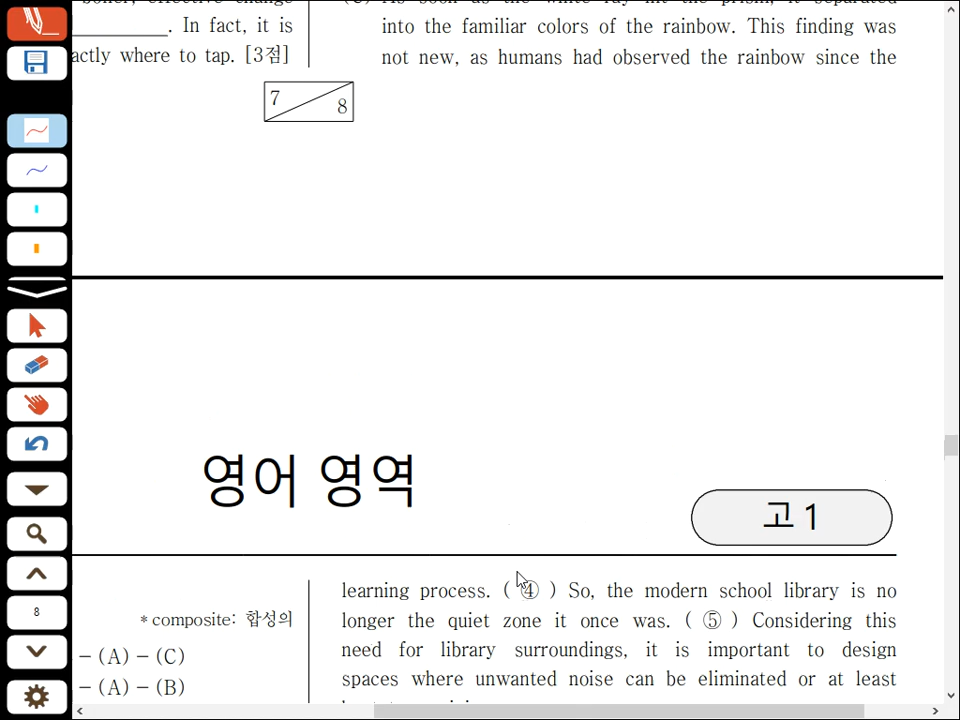 . In fact, it is
actly where to tap. [3점]
into the familiar colors of the rainbow. This finding was
not new, as humans had observed the rainbow since the
7
8
영어 영역
고 1
* composite: 합성의
- (A) - (C)
- (A) - (B)
learning process. ( ④ ) So, the modern school library is no
longer the quiet zone it once was. ( ⑤ ) Considering this
need for library surroundings, it is important to design
spaces where unwanted noise can be eliminated or at least
8